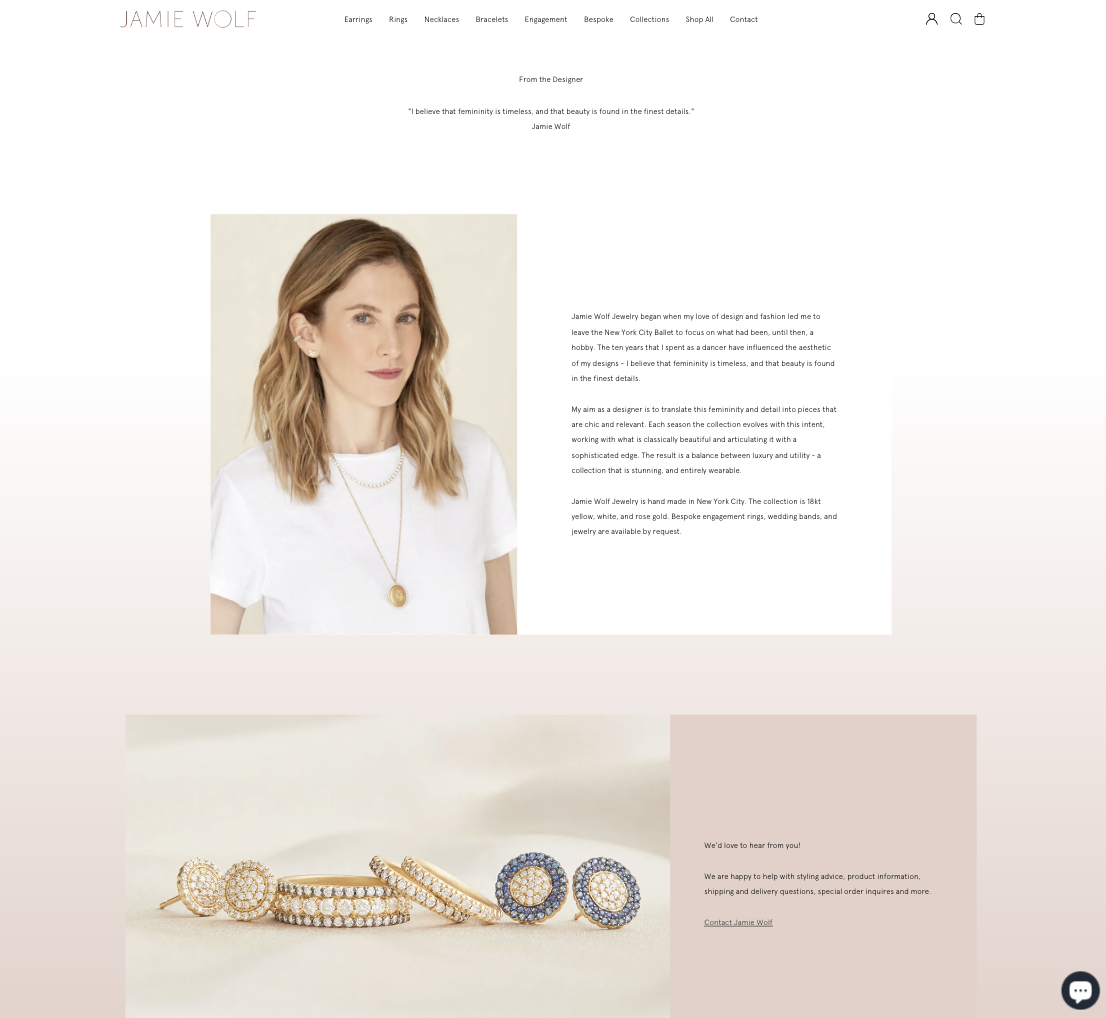 JAMIE WOLF
Earrings Rings Necklaces Bracelets Engagement Bespoke Collections Shop All Contact
From the Designer
"I believe that femininity is timeless, and that beauty is found in the finest details."
Jamie Wolf
Jamie Wolf Jewelry began when my love of design and fashion led me to
leave the New York City Ballet to focus on what had been, until then, a
hobby. The ten years that I spent as a dancer have influenced the aesthetic
of my designs - I believe that femininity is timeless, and that beauty is found
in the finest details.
My aim as a designer is to translate this femininity and detail into pieces that
are chic and relevant. Each season the collection evolves with this intent,
working with what is classically beautiful and articulating it with a
sophisticated edge. The result is a balance between luxury and utility - a
collection that is stunning, and entirely wearable.
Jamie Wolf Jewelry is hand made in New York City. The collection is 18kt
yellow, white, and rose gold. Bespoke engagement rings, wedding bands, and
jewelry are available by request.
We'd love to hear from you!
We are happy to help with styling advice, product information,
shipping and delivery questions, special order inquires and more.
Contact Jamie Wolf